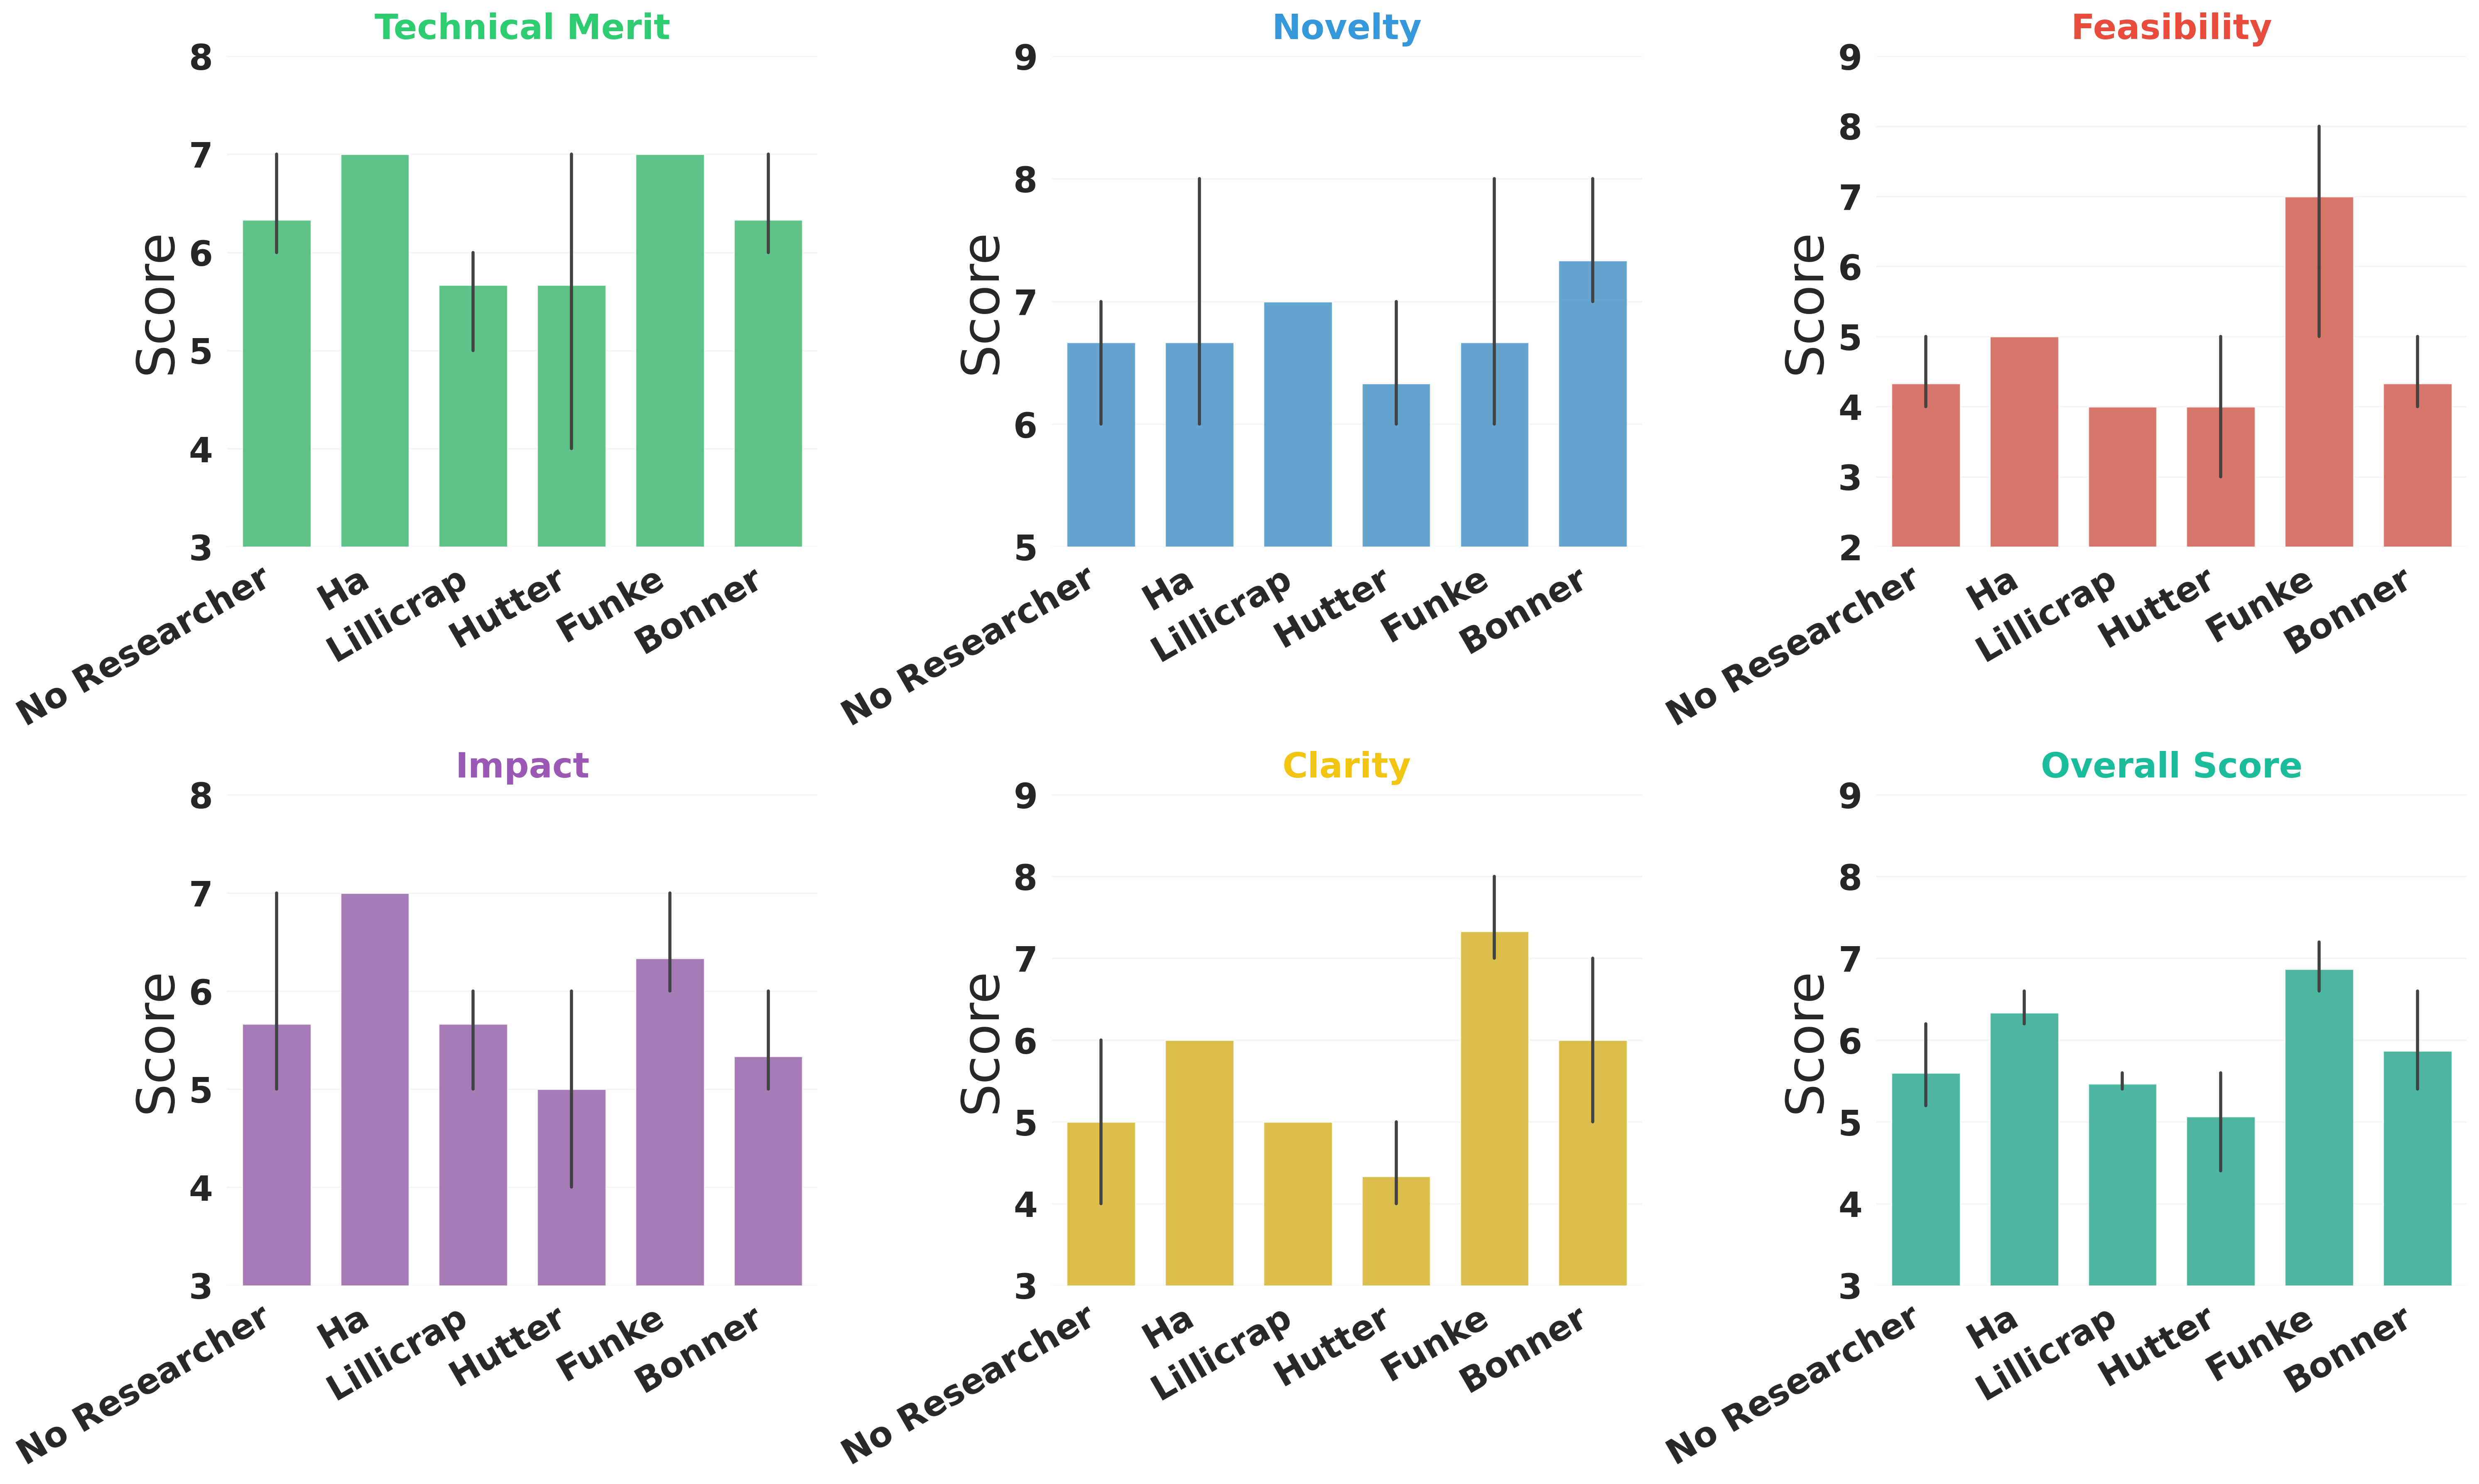 Technical Merit
8
7
6
5
4
3
Score
No Researcher
Ha
Lillicrap
Hutter
Funke
Bonner
Novelty
9
8
7
6
5
Score
No Researcher
Ha
Lillicrap
Hutter
Funke
Bonner
Feasibility
9
8
7
6
5
4
3
2
Score
No Researcher
Ha
Lillicrap
Hutter
Funke
Bonner
Impact
8
7
6
5
4
3
Score
No Researcher
Ha
Lillicrap
Hutter
Funke
Bonner
Clarity
9
8
7
6
5
4
3
Score
No Researcher
Ha
Lillicrap
Hutter
Funke
Bonner
Overall Score
9
8
7
6
5
4
3
Score
No Researcher
Ha
Lillicrap
Hutter
Funke
Bonner